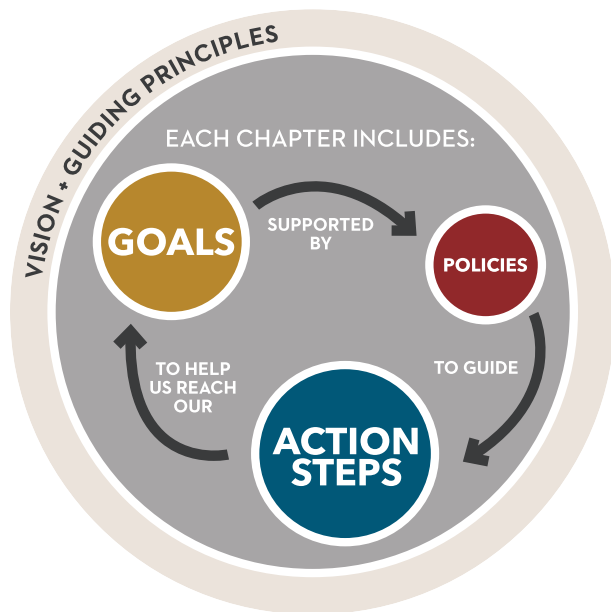 VISION + GUIDING PRINCIPLES
EACH CHAPTER INCLUDES:
GOALS
SUPPORTED
BY
POLICIES
TO GUIDE
ACTION
STEPS
TO HELP
US REACH
OUR